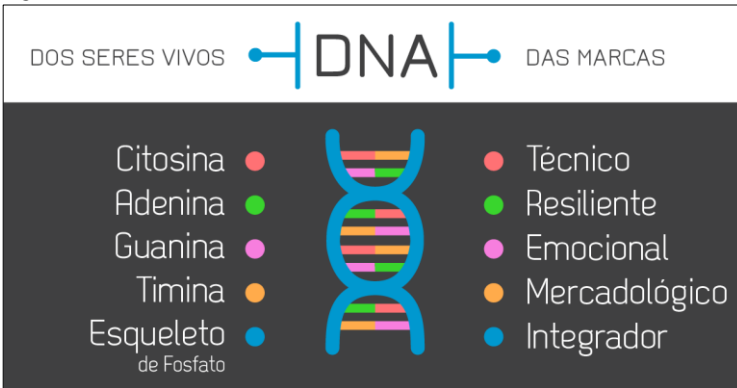 DOS SERES VIVOS DNA DAS MARCAS
Citosina Técnico
Adenina Resiliente
Guanina Emocional
Timina Mercadológico
Esqueleto Integrador
de Fosfato